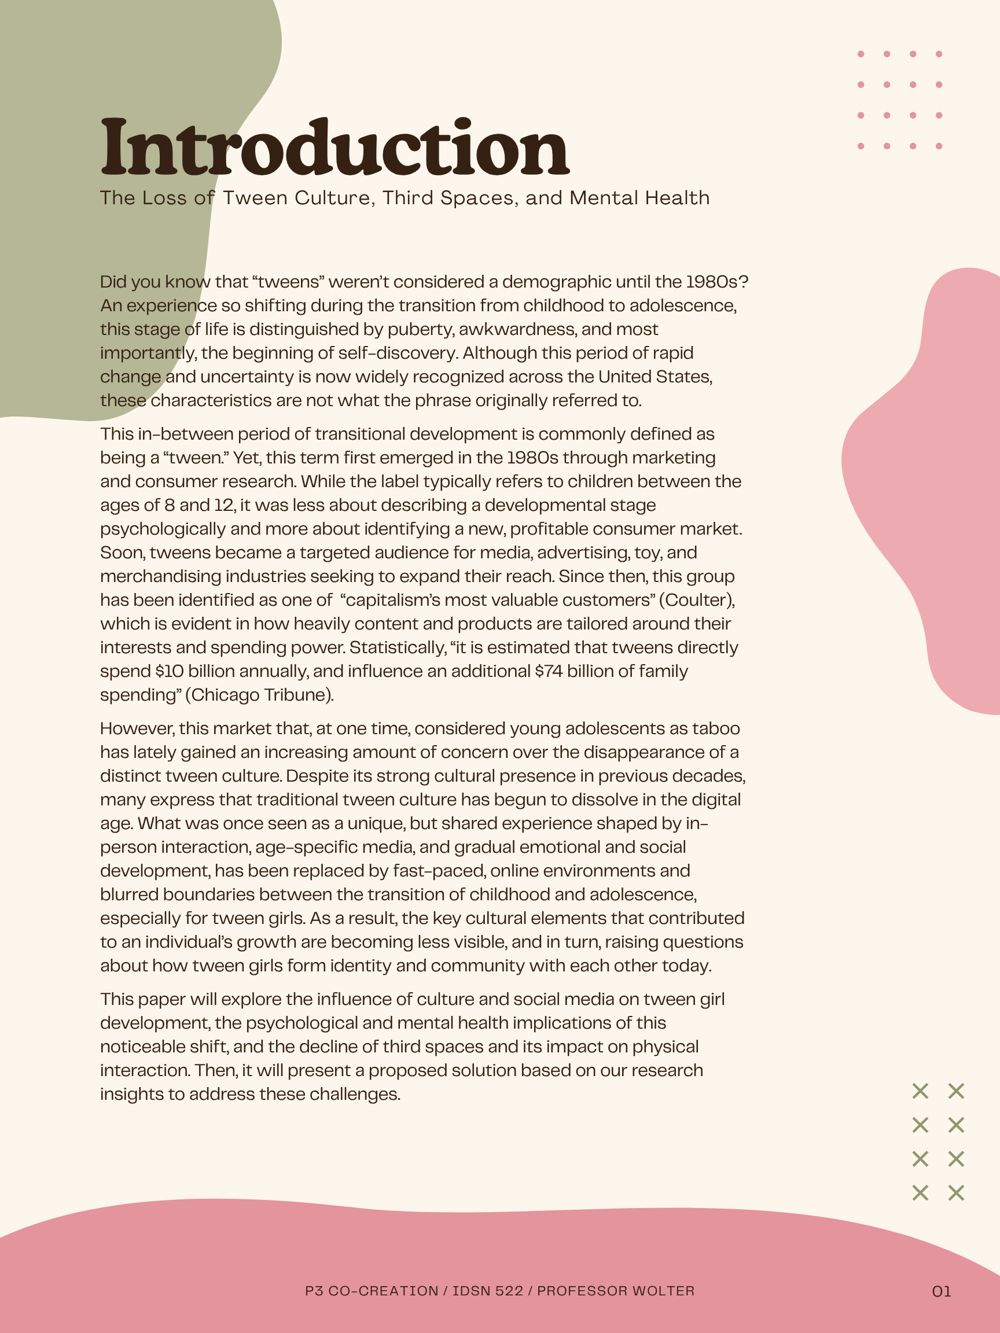 Introduction
The Loss of Tween Culture, Third Spaces, and Mental Health
Did you know that “tweens” weren’t considered a demographic until the 1980s?
An experience so shifting during the transition from childhood to adolescence,
this stage of life is distinguished by puberty, awkwardness, and most
importantly, the beginning of self-discovery. Although this period of rapid
change and uncertainty is now widely recognized across the United States,
these characteristics are not what the phrase originally referred to.
This in-between period of transitional development is commonly defined as
being a “tween.” Yet, this term first emerged in the 1980s through marketing
and consumer research. While the label typically refers to children between the
ages of 8 and 12, it was less about describing a developmental stage
psychologically and more about identifying a new, profitable consumer market.
Soon, tweens became a targeted audience for media, advertising, toy, and
merchandising industries seeking to expand their reach. Since then, this group
has been identified as one of  “capitalism’s most valuable customers” (Coulter),
which is evident in how heavily content and products are tailored around their
interests and spending power. Statistically, “it is estimated that tweens directly
spend $10 billion annually, and influence an additional $74 billion of family
spending” (Chicago Tribune).
However, this market that, at one time, considered young adolescents as taboo
has lately gained an increasing amount of concern over the disappearance of a
distinct tween culture. Despite its strong cultural presence in previous decades,
many express that traditional tween culture has begun to dissolve in the digital
age. What was once seen as a unique, but shared experience shaped by in-
person interaction, age-specific media, and gradual emotional and social
development, has been replaced by fast-paced, online environments and
blurred boundaries between the transition of childhood and adolescence,
especially for tween girls. As a result, the key cultural elements that contributed
to an individual’s growth are becoming less visible, and in turn, raising questions
about how tween girls form identity and community with each other today.
This paper will explore the influence of culture and social media on tween girl
development, the psychological and mental health implications of this
noticeable shift, and the decline of third spaces and its impact on physical
interaction. Then, it will present a proposed solution based on our research
insights to address these challenges.
P3 CO-CREATION / IDSN 522 / PROFESSOR WOLTER
01